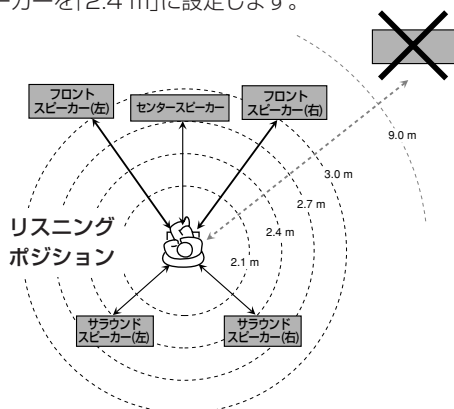 ーカーを「2.4 m」に設定します。
フロント
スピーカー(左)
センタースピーカー
フロント
スピーカー(右)
9.0 m
3.0 m
2.7 m
2.4 m
2.1 m
リスニング
ポジション
サラウンド
スピーカー(左)
サラウンド
スピーカー(右)